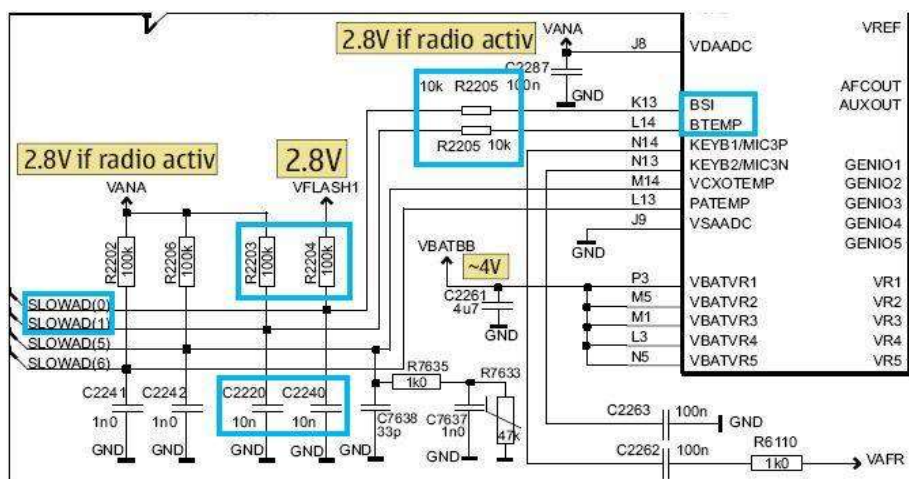 2.8V if radio activ
VANA
J8
VDAADC
VREF
C2287
100n
GND
10k
R2205
AFCOUT
AUXOUT
K13
BSI
L14
BTEMP
R2205
10k
N14
KEYB1/MIC3P
N13
KEYB2/MIC3N
GENIO1
M14
VCXOTEMP
GENIO2
L13
PATEMP
GENIO3
J9
VSAADC
GENIO4
GENIO5
GND
2.8V if radio activ
2.8V
VANA
VFLASH1
R2202
100k
R2206
100k
R2203
100k
R2204
100k
VBATBB
~4V
C2261
4u7
GND
P3
VBATVR1
VR1
M5
VBATVR2
VR2
M1
VBATVR3
VR3
L3
VBATVR4
VR4
N5
VBATVR5
VR5
SLOWAD(0)
SLOWAD(1)
SLOWAD(5)
SLOWAD(6)
R7635
1k0
R7633
47k
C2241
1n0
C2242
1n0
C2220
10n
C2240
10n
C7638
33p
C7637
1n0
GND
GND
GND
GND
GND
GND
GND
C2263
100n
GND
C2262
100n
R6110
1k0
VAFR